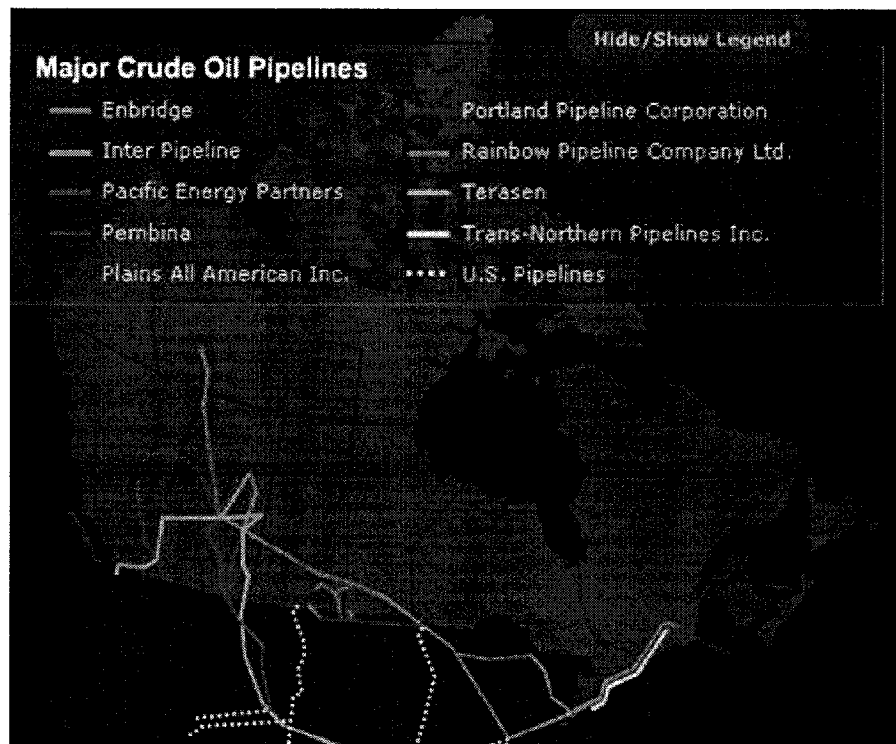 Hide/Show Legend
Major Crude Oil Pipelines
Enbridge
Inter Pipeline
Pacific Energy Partners
Pembina
Plains All American Inc.
Portland Pipeline Corporation
Rainbow Pipeline Company Ltd.
Terasen
Trans-Northern Pipelines Inc.
U.S. Pipelines